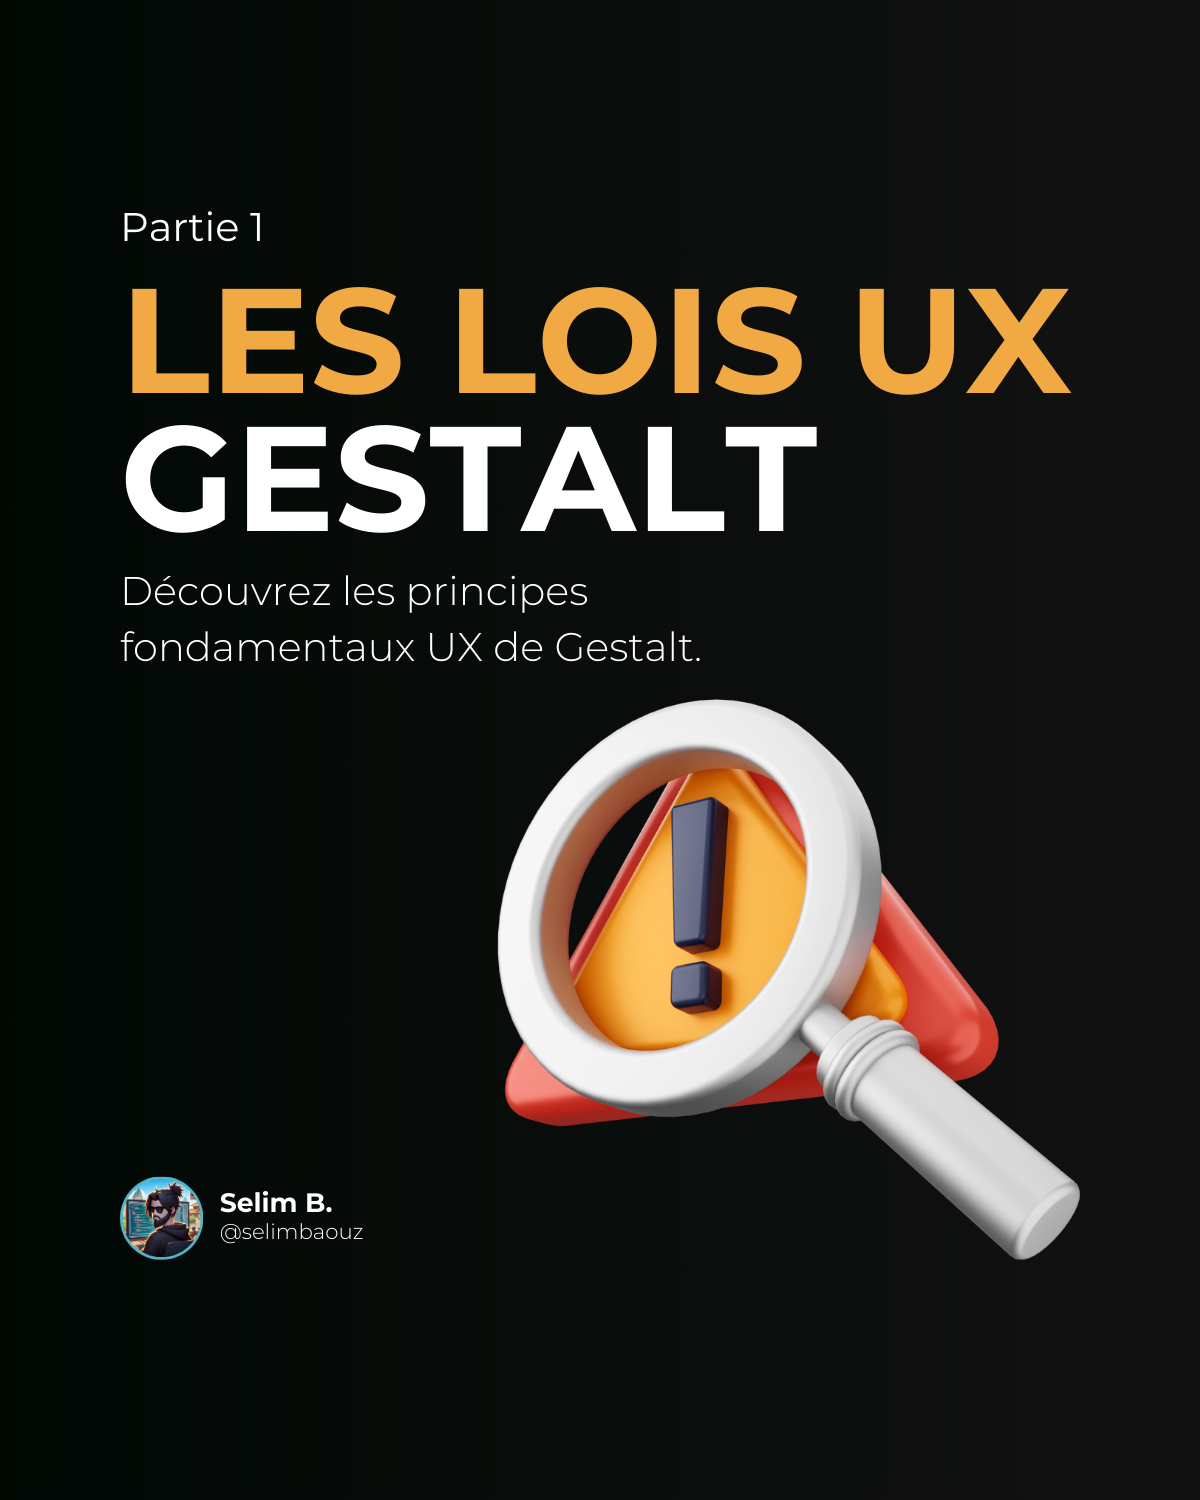 Partie 1
LES LOIS UX
GESTALT
Découvrez les principes
fondamentaux UX de Gestalt.
Selim B.
@selimbaouz